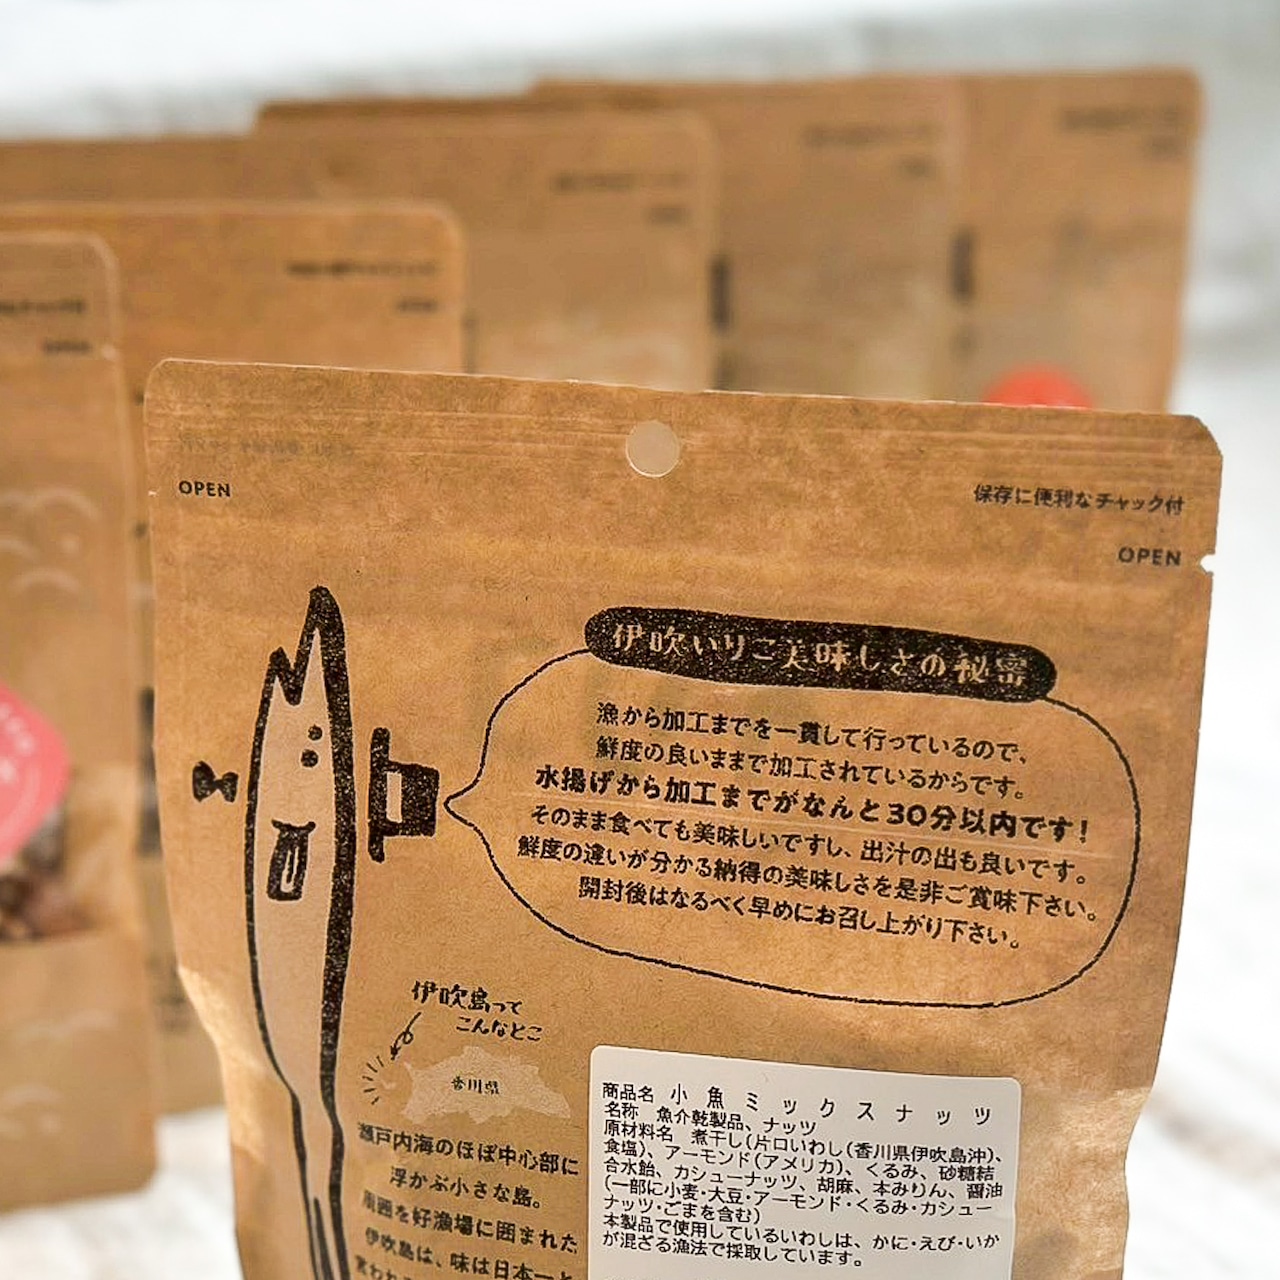 OPEN
保存に便利なチャック付
OPEN
伊吹いりこ美味しさの秘密
漁から加工までを一貫して行っているので、
鮮度の良いままで加工されているからです。
水揚げから加工までがなんと30分以内です!
そのまま食べても美味しいですし、出汁の出も良いです。
鮮度の違いが分かる納得の美味しさを是非ご賞味下さい。
開封後はなるべく早めにお召し上がり下さい。
伊吹島って
こんなとこ
香川県
瀬戸内海のほぼ中心部に
浮かぶ小さな島。
周囲を好漁場に囲まれた
伊吹島は、味は日本一と
商品名 小魚ミックスナッツ
名称 魚介乾製品、ナッツ
原材料名 煮干し(片口いわし(香川県伊吹島沖)、
食塩)、アーモンド(アメリカ)、くるみ、砂糖結
合水飴、カシューナッツ、胡麻、本みりん、醤油
(一部に小麦・大豆・アーモンド・くるみ・カシュー
ナッツ・ごまを含む)
本製品で使用しているいわしは、かに・えび・いか
が混ざる漁法で採取しています。